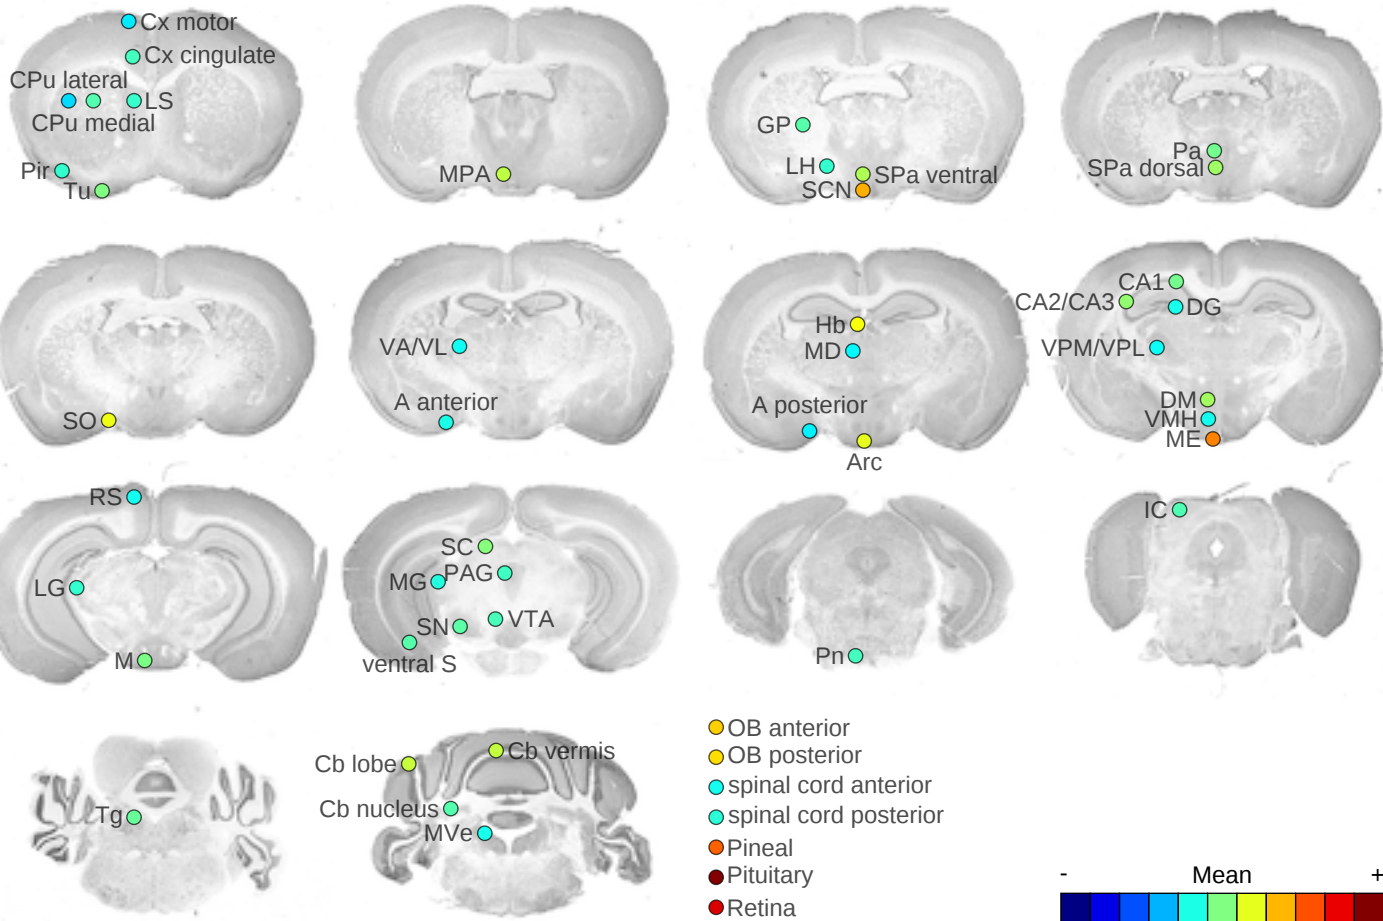 Cx motor
Cx cingulate
CPu lateral
LS
CPu medial
Pir
Tu
MPA
GP
LH
SPa ventral
SCN
Pa
SPa dorsal
SO
VA/VL
A anterior
Hb
MD
A posterior
Arc
CA1
CA2/CA3
DG
VPM/VPL
DM
VMH
ME
RS
LG
M
SC
PAG
MG
VTA
SN
ventral S
Pn
IC
Tg
Cb lobe
Cb vermis
Cb nucleus
MVe
OB anterior
OB posterior
spinal cord anterior
spinal cord posterior
Pineal
Pituitary
Retina
- Mean +